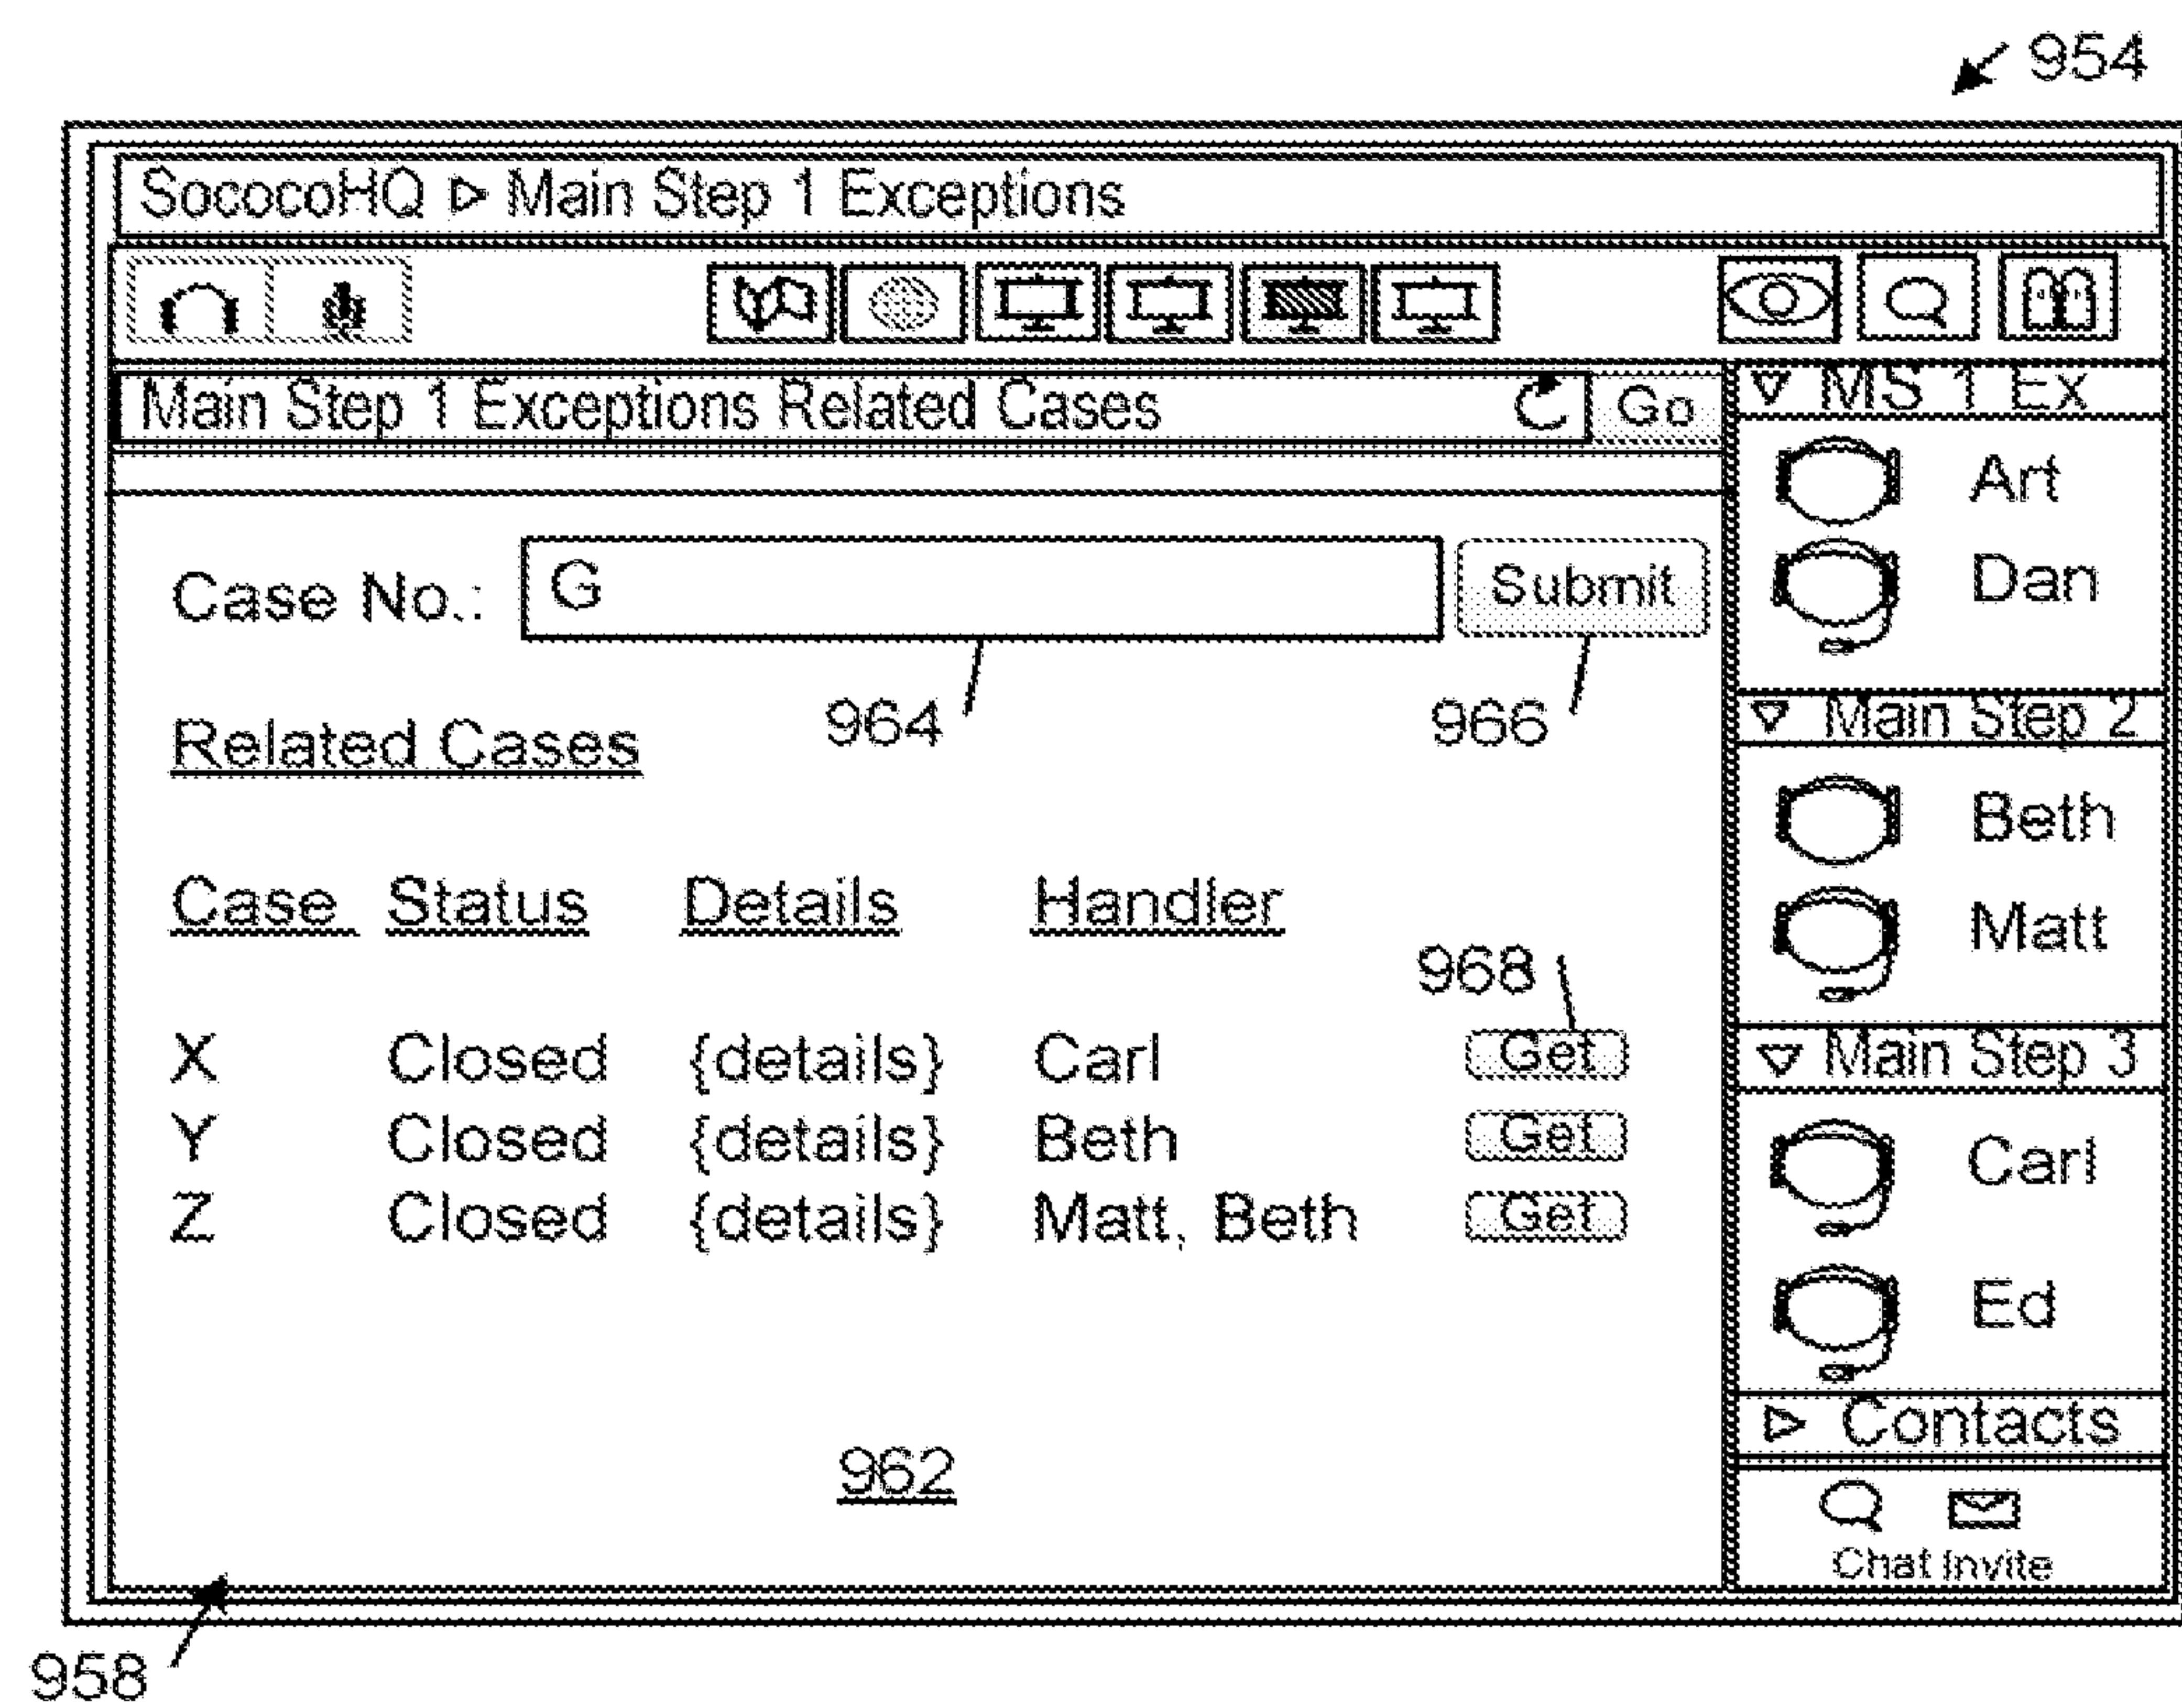 954
SococoHQ ▷ Main Step 1 Exceptions
Main Step 1 Exceptions Related Cases
Go
Case No.: G
Submit
964
966
Related Cases
Case Status Details Handler
968
X Closed {details} Carl Get
Y Closed {details} Beth Get
Z Closed {details} Matt, Beth Get
962
MS 1 Ex
Art
Dan
Main Step 2
Beth
Matt
Main Step 3
Carl
Ed
Contacts
Chat Invite
958